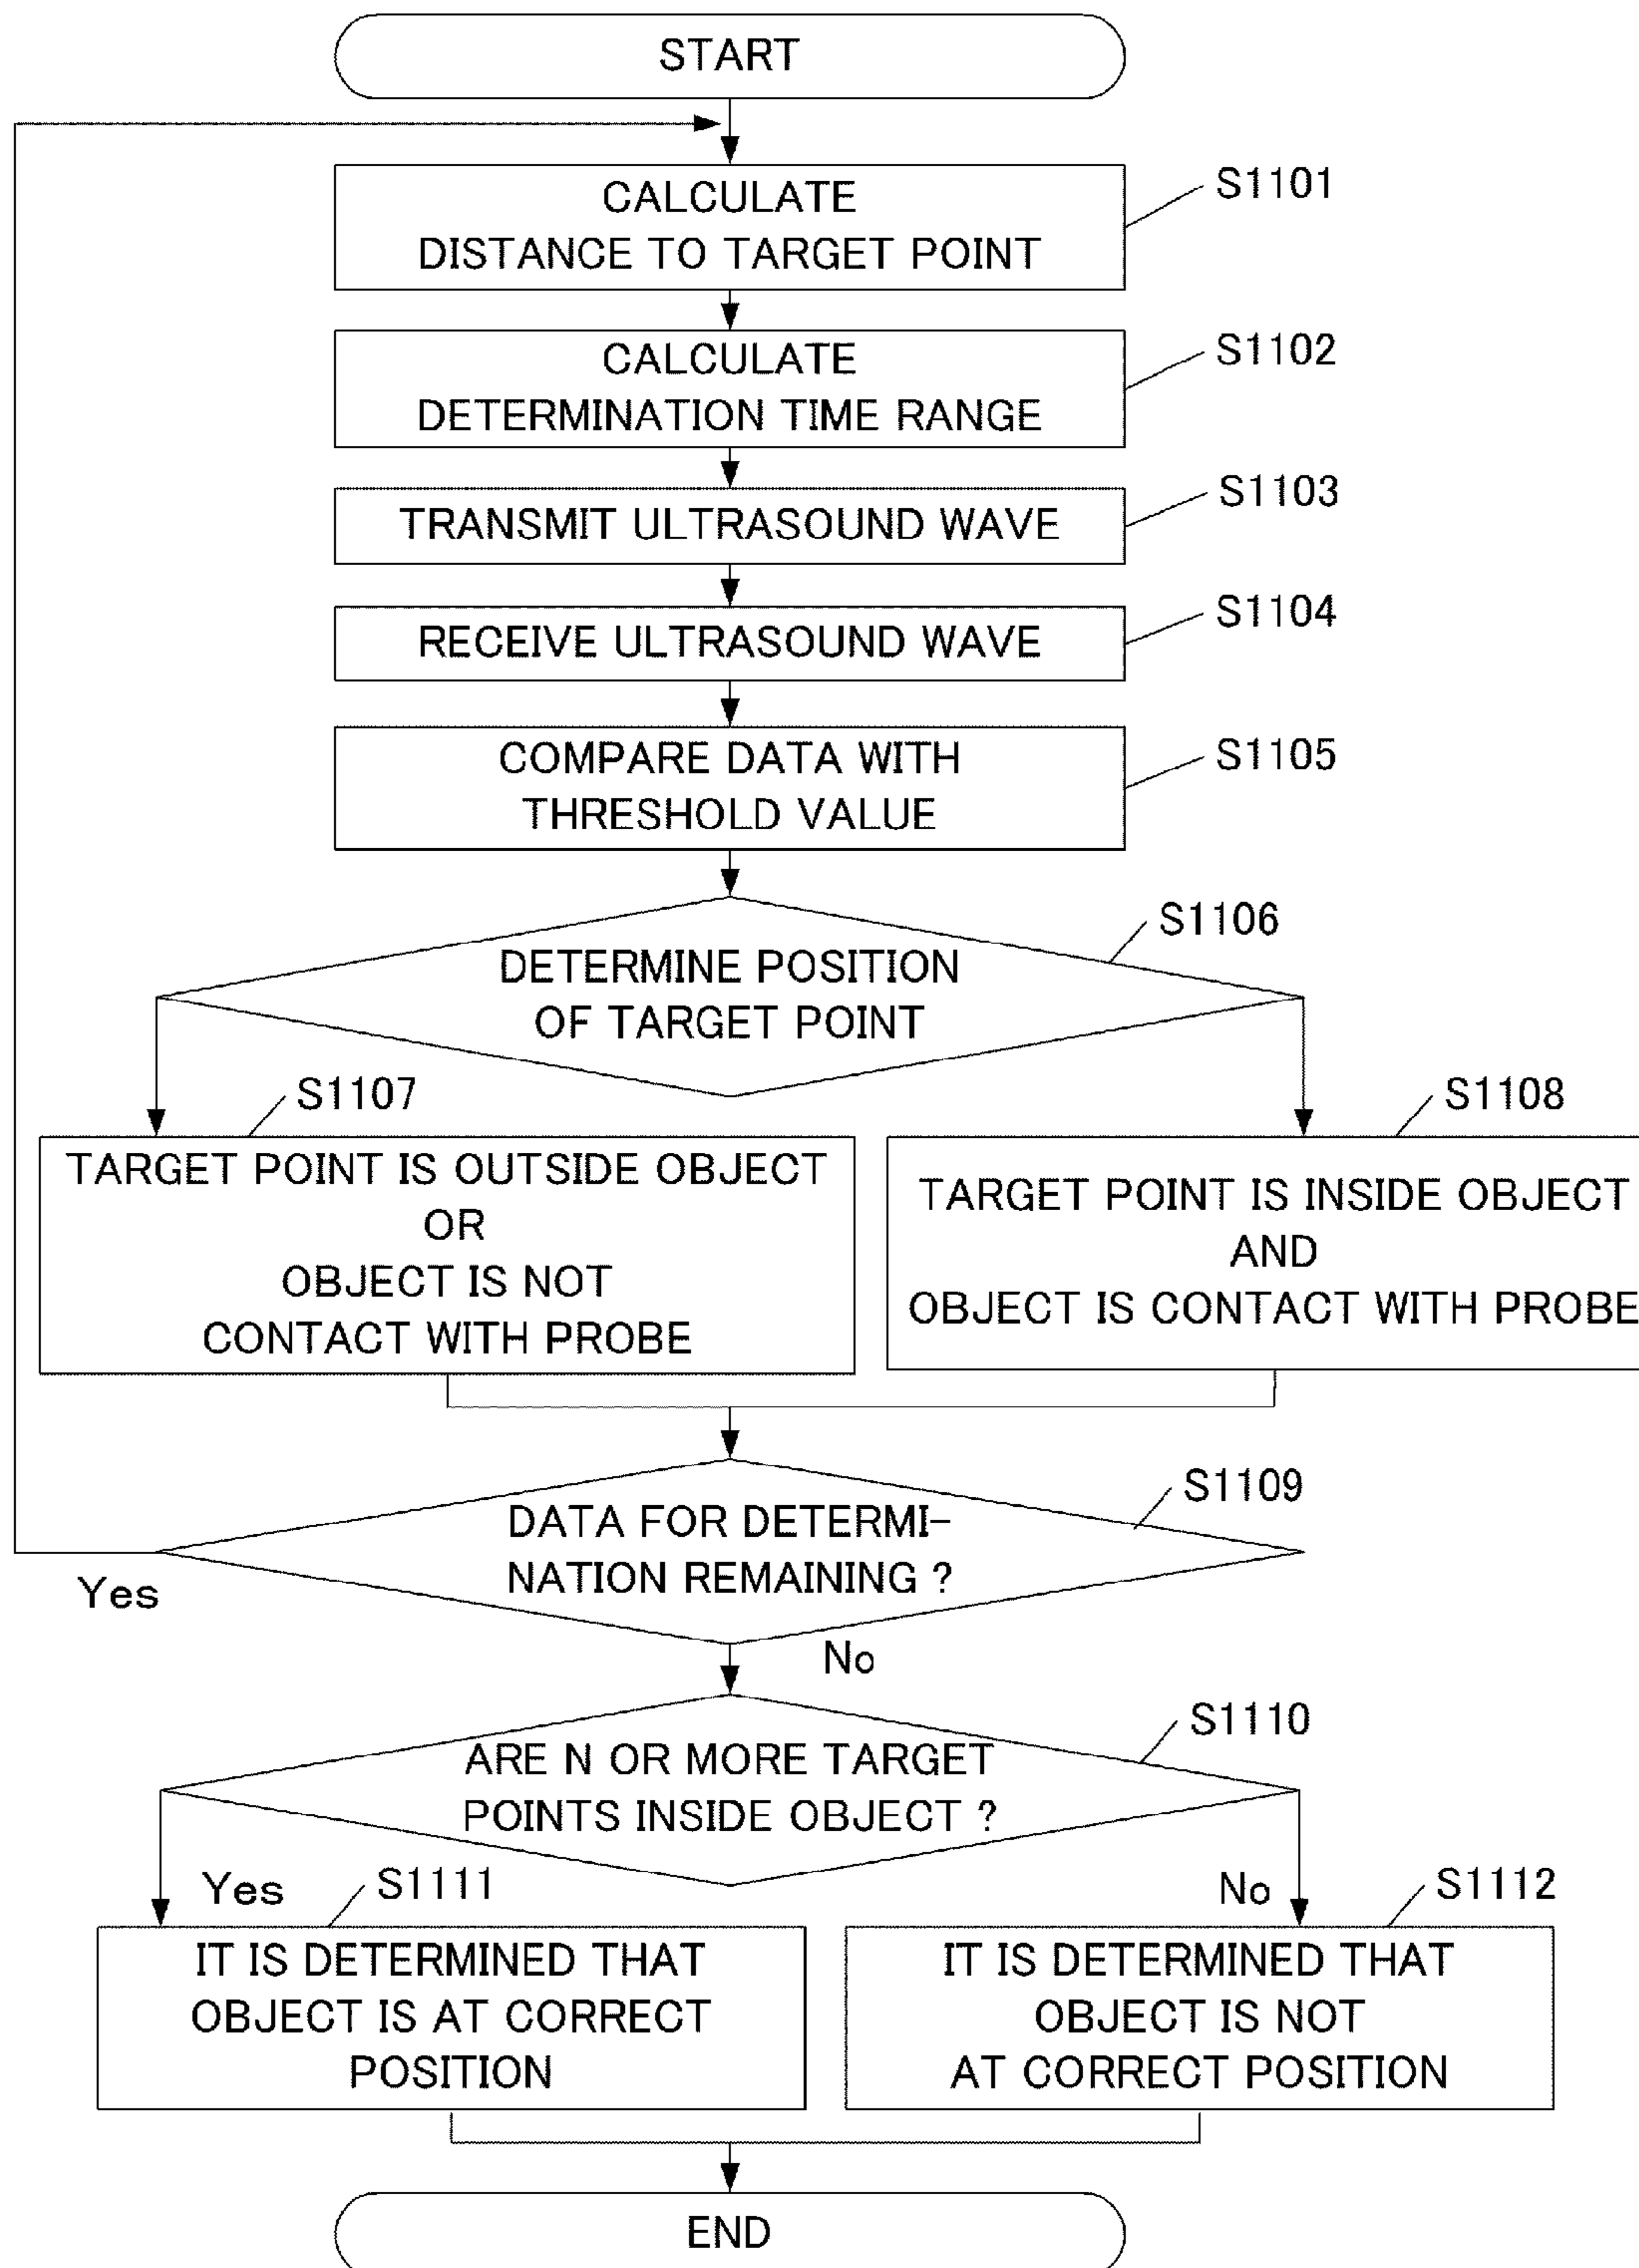 START
CALCULATE
DISTANCE TO TARGET POINT
S1101
CALCULATE
DETERMINATION TIME RANGE
S1102
TRANSMIT ULTRASOUND WAVE
S1103
RECEIVE ULTRASOUND WAVE
S1104
COMPARE DATA WITH
THRESHOLD VALUE
S1105
DETERMINE POSITION
OF TARGET POINT
S1106
S1107
TARGET POINT IS OUTSIDE OBJECT
OR
OBJECT IS NOT
CONTACT WITH PROBE
S1108
TARGET POINT IS INSIDE OBJECT
AND
OBJECT IS CONTACT WITH PROBE
S1109
DATA FOR DETERMI-
NATION REMAINING ?
Yes
No
S1110
ARE N OR MORE TARGET
POINTS INSIDE OBJECT ?
Yes
S1111
IT IS DETERMINED THAT
OBJECT IS AT CORRECT
POSITION
No
S1112
IT IS DETERMINED THAT
OBJECT IS NOT
AT CORRECT POSITION
END